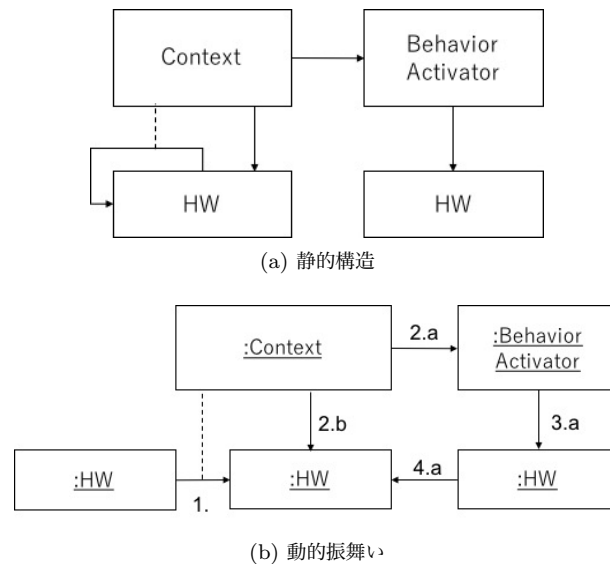 Context
Behavior
Activator
HW
HW
(a) 静的構造
:Context
2.a
:Behavior
Activator
2.b
3.a
:HW
1.
:HW
4.a
:HW
(b) 動的振舞い